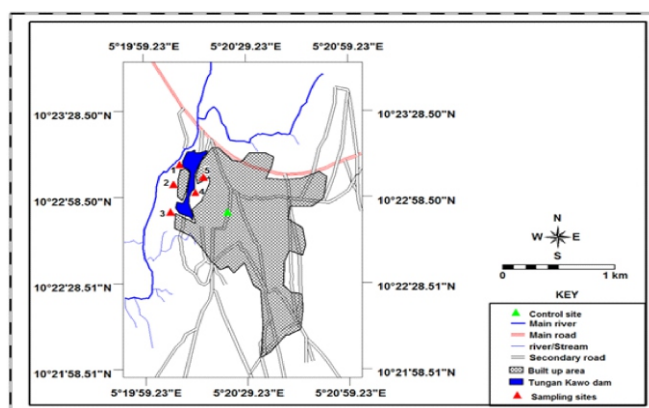 5°19'59.23"E 5°20'29.23"E 5°20'59.23"E
10°23'28.50"N 10°23'28.50"N
1
5
2
4
10°22'58.50"N 10°22'58.50"N
3
N
W E
S
10°22'28.51"N 10°22'28.51"N
0 1 km
KEY
Control site
Main river
Main road
river/Stream
Secondary road
Built up area
Tungan Kawo dam
Sampling sites
10°21'58.51"N 10°21'58.51"N
5°19'59.23"E 5°20'29.23"E 5°20'59.23"E